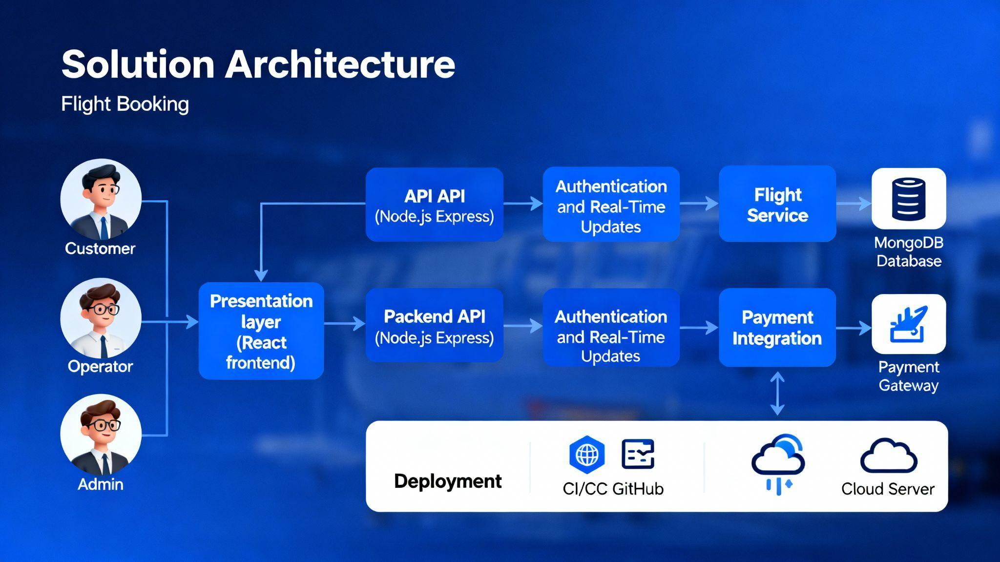 Solution Architecture
Flight Booking
Customer
Operator
Admin
Presentation
layer
(React
frontend)
API API
(Node.js Express)
Authentication
and Real-Time
Updates
Flight
Service
MongoDB
Database
Packend API
(Node.js Express)
Authentication
and Real-Time
Updates
Payment
Integration
Payment
Gateway
Deployment
CI/CC GitHub
Cloud Server